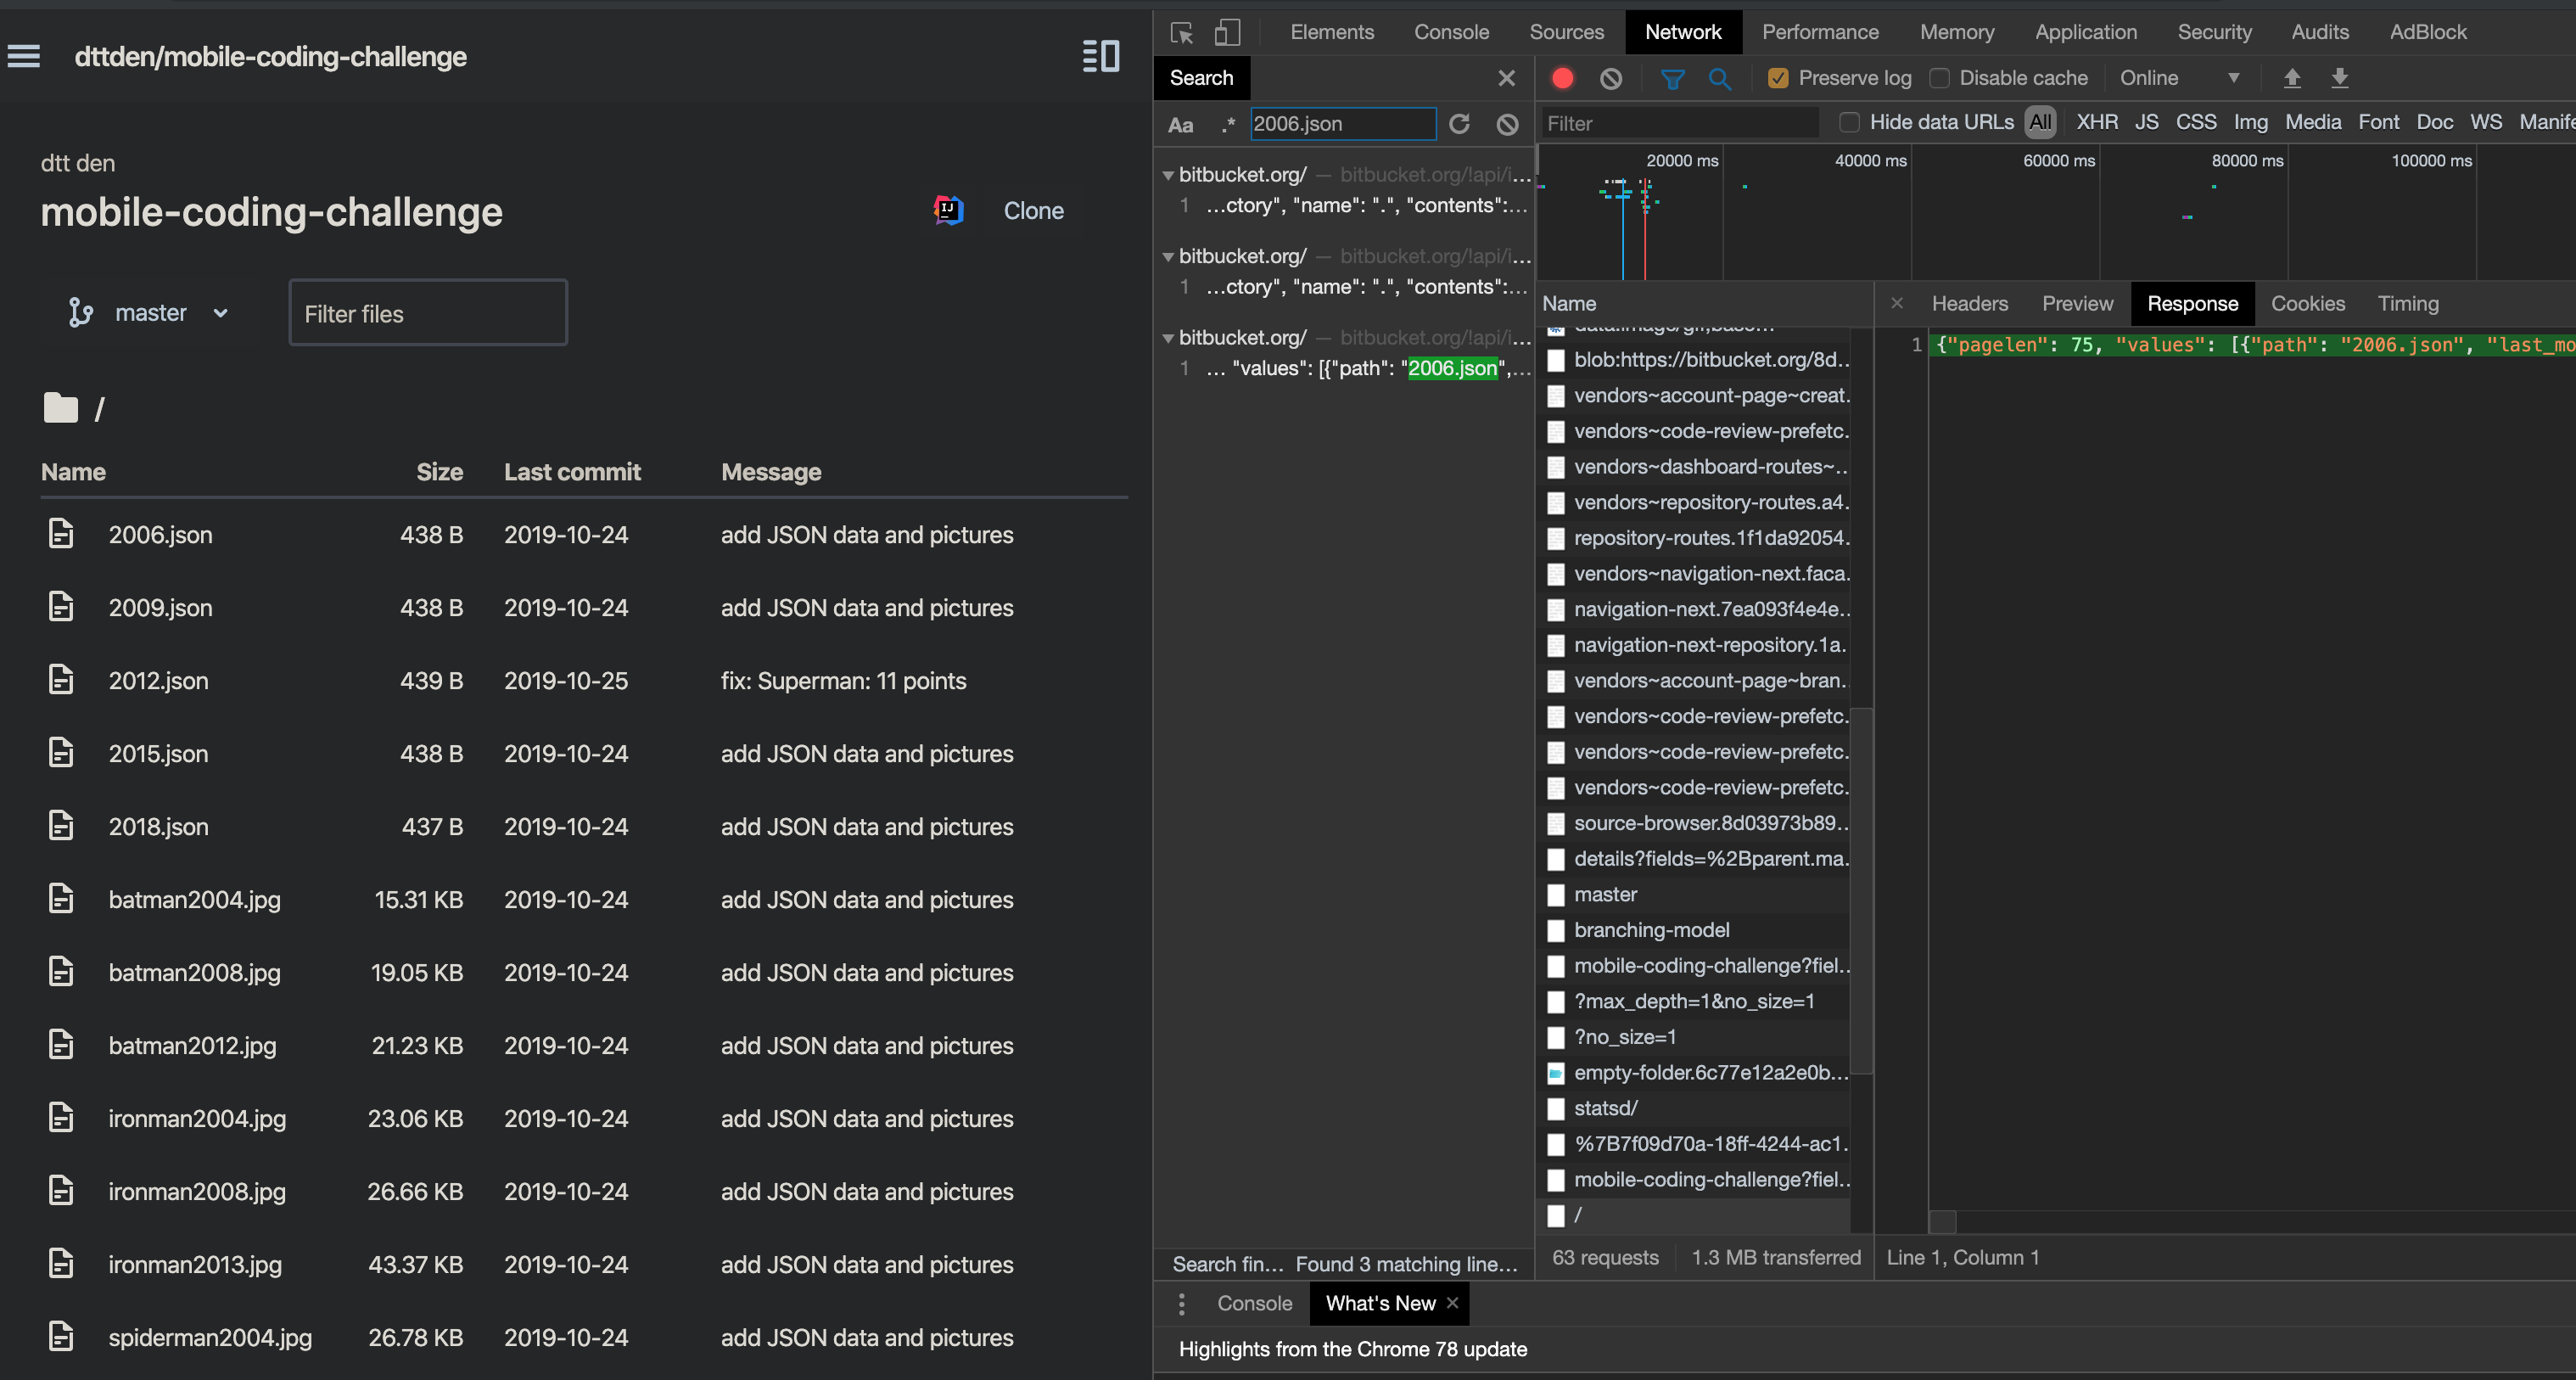 dttden/mobile-coding-challenge
dtt den
mobile-coding-challenge
IJ
Clone
master
Filter files
/
Name Size Last commit Message
2006.json 438 B 2019-10-24 add JSON data and pictures
2009.json 438 B 2019-10-24 add JSON data and pictures
2012.json 439 B 2019-10-25 fix: Superman: 11 points
2015.json 438 B 2019-10-24 add JSON data and pictures
2018.json 437 B 2019-10-24 add JSON data and pictures
batman2004.jpg 15.31 KB 2019-10-24 add JSON data and pictures
batman2008.jpg 19.05 KB 2019-10-24 add JSON data and pictures
batman2012.jpg 21.23 KB 2019-10-24 add JSON data and pictures
ironman2004.jpg 23.06 KB 2019-10-24 add JSON data and pictures
ironman2008.jpg 26.66 KB 2019-10-24 add JSON data and pictures
ironman2013.jpg 43.37 KB 2019-10-24 add JSON data and pictures
spiderman2004.jpg 26.78 KB 2019-10-24 add JSON data and pictures
Elements Console Sources Network Performance Memory Application Security Audits AdBlock
Search
Aa .* 2006.json
bitbucket.org/ — bitbucket.org/!api/i…
1 …ctory", "name": ".", "contents":…
bitbucket.org/ — bitbucket.org/!api/i…
1 …ctory", "name": ".", "contents":…
bitbucket.org/ — bitbucket.org/!api/i…
1 … "values": [{"path": "2006.json",…
Search fin… Found 3 matching line…
Preserve log Disable cache Online
Filter Hide data URLs All XHR JS CSS Img Media Font Doc WS Manife
20000 ms 40000 ms 60000 ms 80000 ms 100000 ms
Name
data:image/gif;base…
blob:https://bitbucket.org/8d…
vendors~account-page~creat.
vendors~code-review-prefetc.
vendors~dashboard-routes~…
vendors~repository-routes.a4.
repository-routes.1f1da92054.
vendors~navigation-next.faca.
navigation-next.7ea093f4e4e…
navigation-next-repository.1a.
vendors~account-page~bran.
vendors~code-review-prefetc.
vendors~code-review-prefetc.
vendors~code-review-prefetc.
source-browser.8d03973b89…
details?fields=%2Bparent.ma.
master
branching-model
mobile-coding-challenge?fiel…
?max_depth=1&no_size=1
?no_size=1
empty-folder.6c77e12a2e0b…
statsd/
%7B7f09d70a-18ff-4244-ac1.
mobile-coding-challenge?fiel…
/
63 requests 1.3 MB transferred
Headers Preview Response Cookies Timing
1 {"pagelen": 75, "values": [{"path": "2006.json", "last_mo
Line 1, Column 1
Console What's New
Highlights from the Chrome 78 update